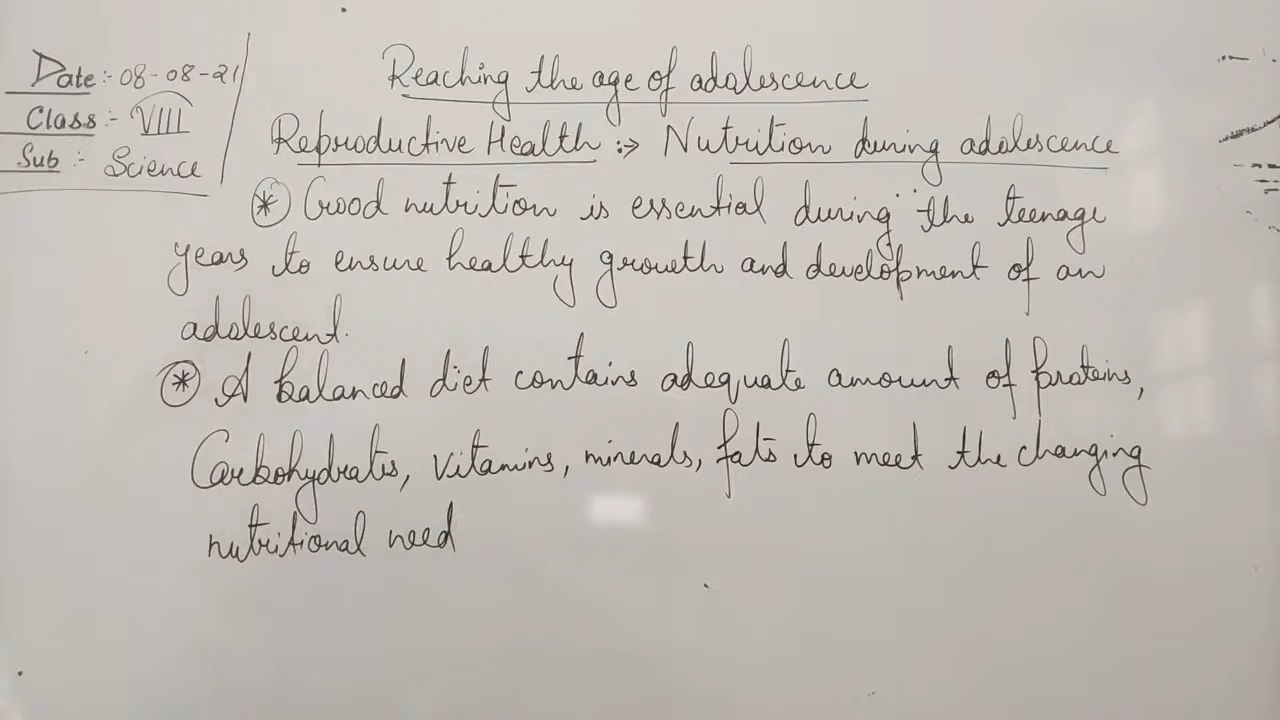 Date:- 08-08-21
Class:- VIII
Sub:- Science
Reaching the age of adolescence
Reproductive Health :-> Nutrition during adolescence
* Good nutrition is essential during the teenage
years to ensure healthy growth and development of an
adolescent.
* A balanced diet contains adequate amount of proteins,
Carbohydrates, vitamins, minerals, fats to meet the changing
nutritional need